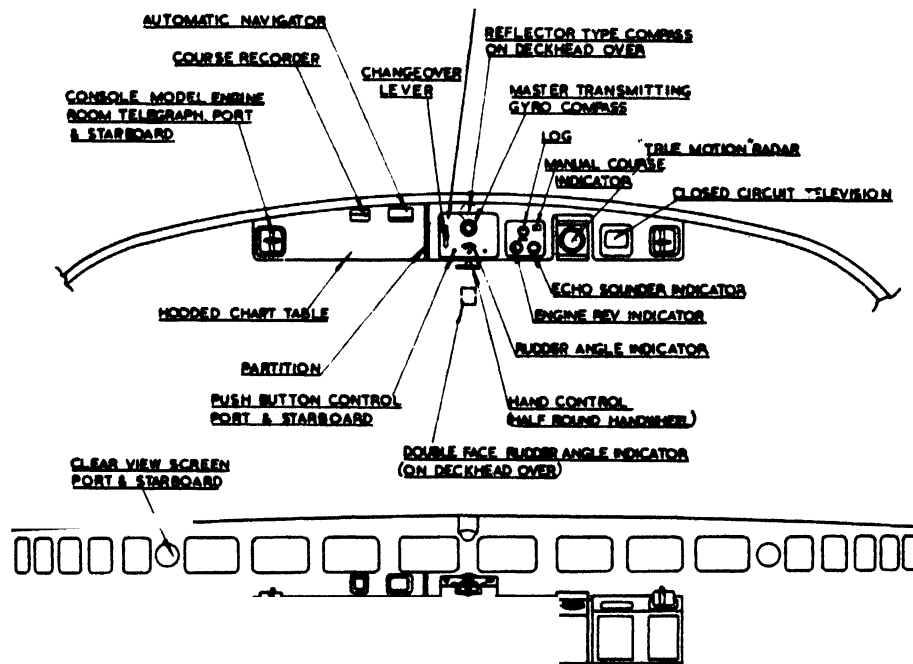 AUTOMATIC NAVIGATOR
COURSE RECORDER
CONSOLE MODEL ENGINE
ROOM TELEGRAPH, PORT
& STARBOARD
CHANGEOVER
LEVER
REFLECTOR TYPE COMPASS
ON DECKHEAD OVER
MASTER TRANSMITTING
GYRO COMPASS
LOG
"TRUE MOTION" RADAR
MANUAL COURSE
INDICATOR
CLOSED CIRCUIT TELEVISION
HOODED CHART TABLE
PARTITION
PUSH BUTTON CONTROL
PORT & STARBOARD
ECHO SOUNDER INDICATOR
ENGINE REV INDICATOR
RUDDER ANGLE INDICATOR
HAND CONTROL
(HALF ROUND HANDWHEEL)
DOUBLE FACE RUDDER ANGLE INDICATOR
(ON DECKHEAD OVER)
CLEAR VIEW SCREEN
PORT & STARBOARD